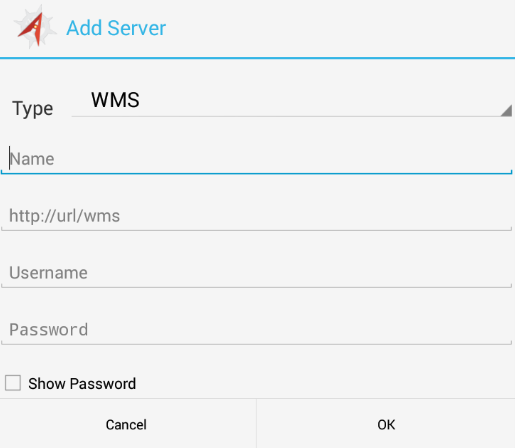 Add Server
Type WMS
Name
http://url/wms
Username
Password
Show Password
Cancel OK